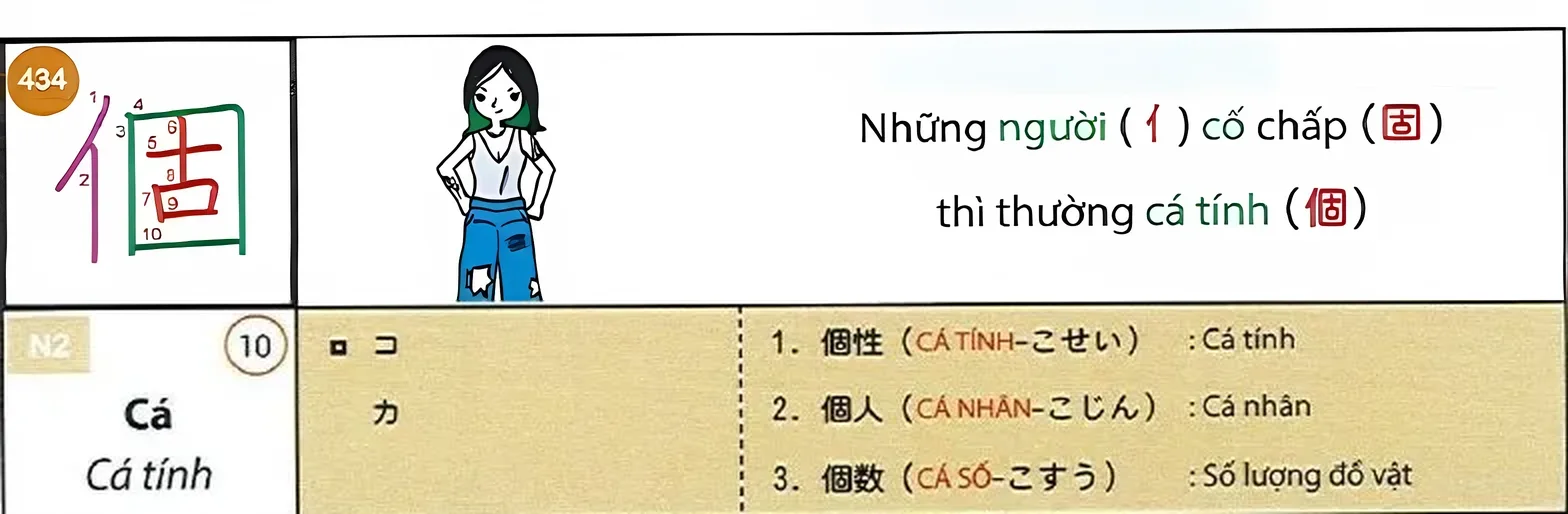 434
個
1
2
3
4
5
6
7
8
9
10
Những người (亻) cố chấp (固)
thì thường cá tính (個)
N2
10
Cá
Cá tính
コ
カ
1. 個性 (CÁ TÍNH-こせい) : Cá tính
2. 個人 (CÁ NHÂN-こじん) : Cá nhân
3. 個数 (CÁ SỐ-こすう) : Số lượng đồ vật